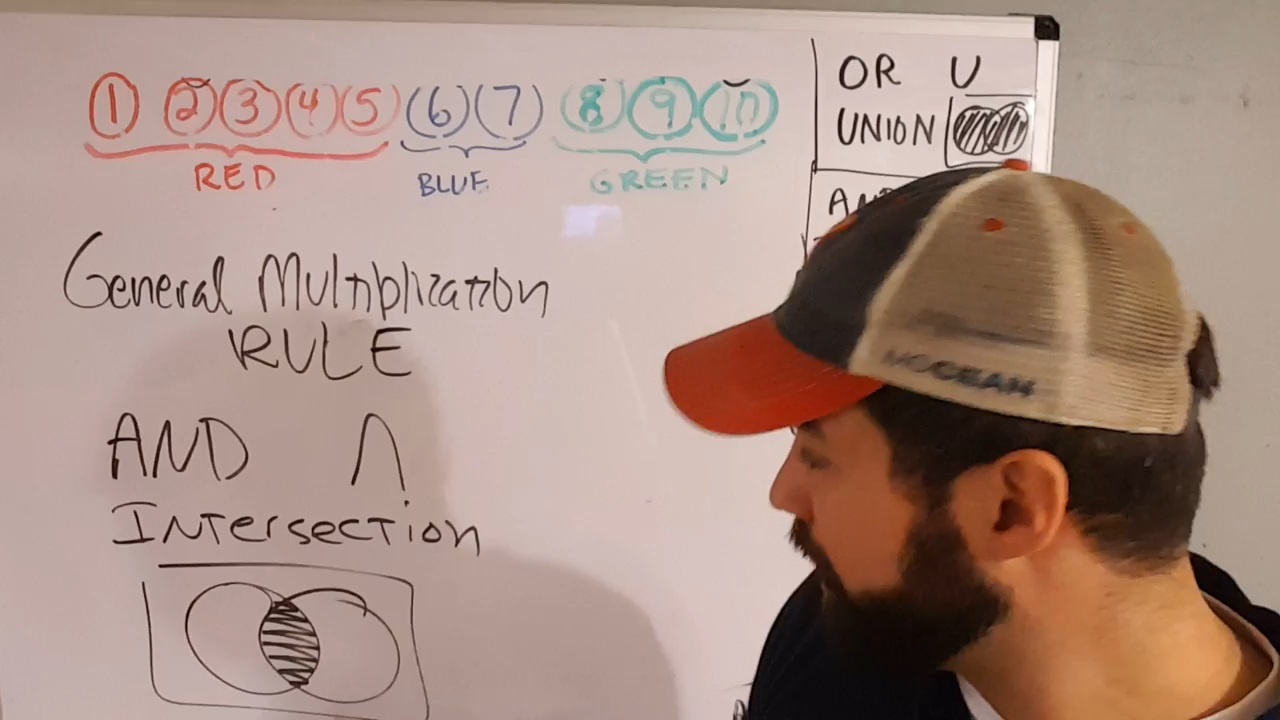 1 2 3 4 5 6 7 8 9 10
RED BLUE GREEN
General Multiplication
RULE
AND ∩
Intersection
OR U
UNION
MOOBAH